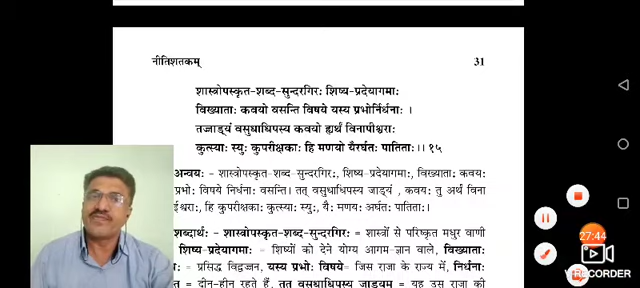 नीतिशतकम् 31
शास्त्रोपस्कृत-शब्द-सुन्दरगिरः शिष्य-प्रदेयागमाः
विख्याताः कवयो वसन्ति विषये यस्य प्रभोर्निर्धनाः ।
तज्जाड्यं वसुधाधिपस्य कवयो ह्यर्थं विनापीश्वराः
कुत्स्याः स्युः कुपरीक्षकाः हि मणयो यैरर्घतः पातिताः।। १५
अन्वयः - शास्त्रोपस्कृत-शब्द-सुन्दरगिरः, शिष्य-प्रदेयागमाः, विख्याताः कवयः
प्रभोः विषये निर्धनाः वसन्ति। तत् वसुधाधिपस्य जाड्यं, कवयः तु अर्थं विना
ईश्वराः, हि कुपरीक्षकाः कुत्स्याः स्युः, यैः मणयः अर्घतः पातिताः।
शब्दार्थः - शास्त्रोपस्कृत-शब्द-सुन्दरगिरः = शास्त्रों से परिष्कृत मधुर वाणी
शिष्य-प्रदेयागमाः = शिष्यों को देने योग्य आगम-ज्ञान वाले, विख्याताः
= प्रसिद्ध विद्वज्जन, यस्य प्रभोः विषये= जिस राजा के राज्य में, निर्धनाः
= दीन-हीन रहते हैं, तत् वसुधाधिपस्य जाड्यम् = यह उस राजा की
27:44
RECORDER